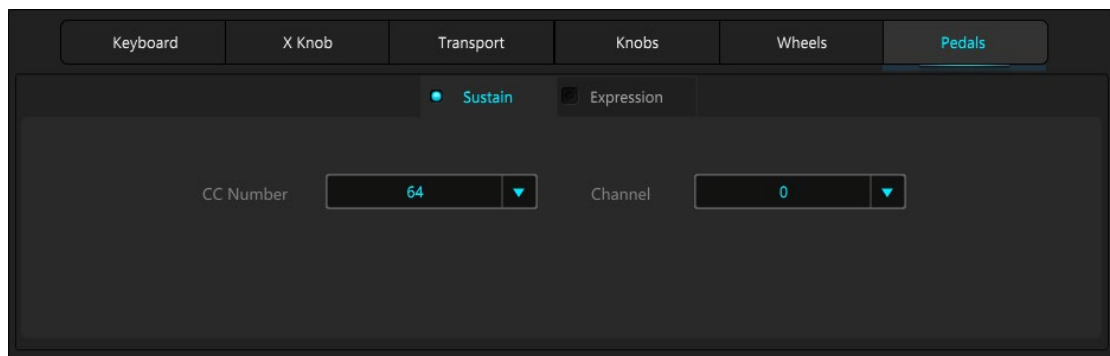 Keyboard X Knob Transport Knobs Wheels Pedals
Sustain Expression
CC Number 64 Channel 0